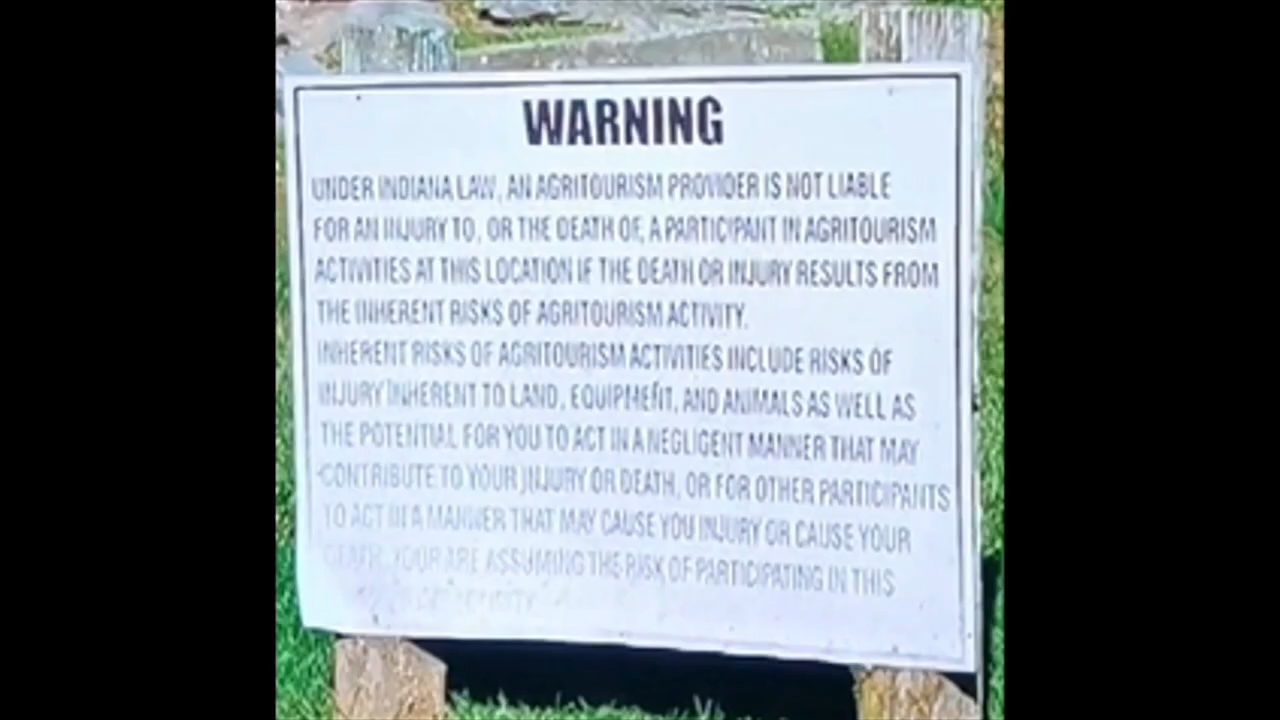 WARNING
UNDER INDIANA LAW, AN AGRITOURISM PROVIDER IS NOT LIABLE
FOR AN INJURY TO, OR THE DEATH OF, A PARTICIPANT IN AGRITOURISM
ACTIVITIES AT THIS LOCATION IF THE DEATH OR INJURY RESULTS FROM
THE INHERENT RISKS OF AGRITOURISM ACTIVITY.
INHERENT RISKS OF AGRITOURISM ACTIVITIES INCLUDE RISKS OF
INJURY INHERENT TO LAND, EQUIPMENT, AND ANIMALS AS WELL AS
THE POTENTIAL FOR YOU TO ACT IN A NEGLIGENT MANNER THAT MAY
CONTRIBUTE TO YOUR INJURY OR DEATH, OR FOR OTHER PARTICIPANTS
TO ACT IN A MANNER THAT MAY CAUSE YOU INJURY OR CAUSE YOUR
DEATH. YOUR ARE ASSUMING THE RISK OF PARTICIPATING IN THIS